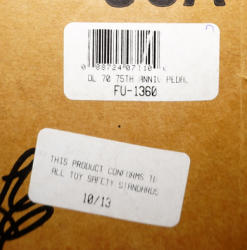 DL 70 75TH ANNIV PEDAL
FU-1360
THIS PRODUCT CONFORMS TO
ALL TOY SAFETY STANDARDS
10/13